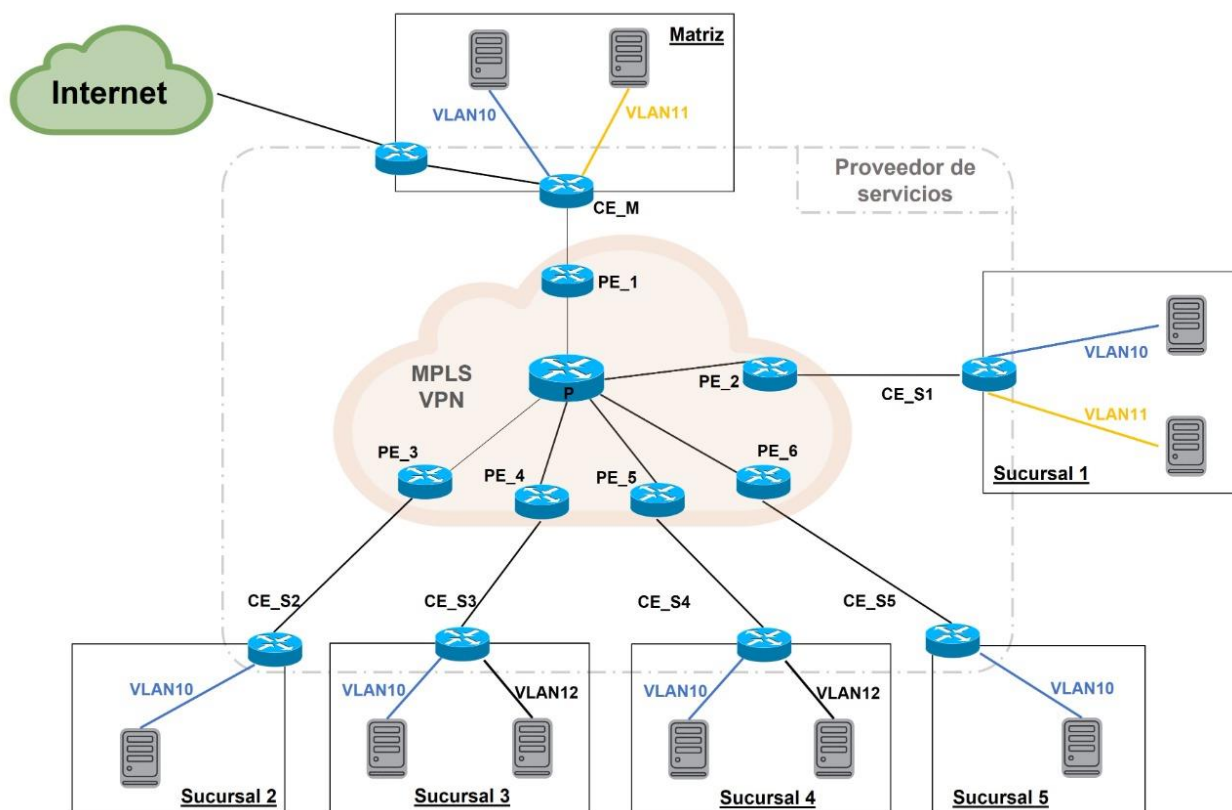 Matriz
Internet
VLAN10
VLAN11
Proveedor de
servicios
CE_M
PE_1
MPLS
VPN
P
PE_2
CE_S1
VLAN10
VLAN11
Sucursal 1
PE_3
PE_4
PE_5
PE_6
CE_S2
CE_S3
CE_S4
CE_S5
VLAN10
VLAN10
VLAN12
VLAN10
VLAN12
VLAN10
Sucursal 2
Sucursal 3
Sucursal 4
Sucursal 5